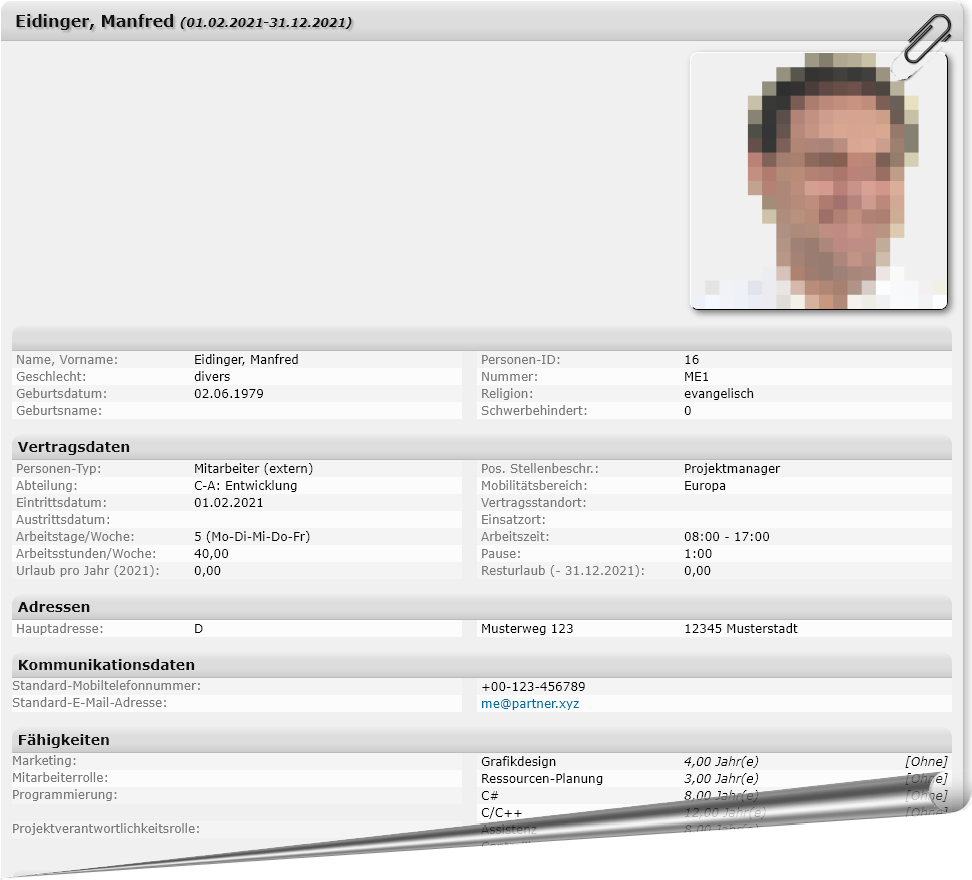 Eidinger, Manfred (01.02.2021-31.12.2021)
Name, Vorname: Eidinger, Manfred Personen-ID: 16
Geschlecht: divers Nummer: ME1
Geburtsdatum: 02.06.1979 Religion: evangelisch
Geburtsname: Schwerbehindert: 0
Vertragsdaten
Personen-Typ: Mitarbeiter (extern) Pos. Stellenbeschr.: Projektmanager
Abteilung: C-A: Entwicklung Mobilitätsbereich: Europa
Eintrittsdatum: 01.02.2021 Vertragsstandort:
Austrittsdatum: Einsatzort:
Arbeitstage/Woche: 5 (Mo-Di-Mi-Do-Fr) Arbeitszeit: 08:00 - 17:00
Arbeitsstunden/Woche: 40,00 Pause: 1:00
Urlaub pro Jahr (2021): 0,00 Resturlaub (- 31.12.2021): 0,00
Adressen
Hauptadresse: D Musterweg 123 12345 Musterstadt
Kommunikationsdaten
Standard-Mobiltelefonnummer: +00-123-456789
Standard-E-Mail-Adresse: me@partner.xyz
Fähigkeiten
Marketing: Grafikdesign 4,00 Jahr(e) [Ohne]
Mitarbeiterrolle: Ressourcen-Planung 3,00 Jahr(e) [Ohne]
Programmierung: C# 8,00 Jahr(e) [Ohne]
C/C++ 12,00 Jahr(e) [Ohne]
Projektverantwortlichkeitsrolle: Assistenz 8,00 Jahr(e)